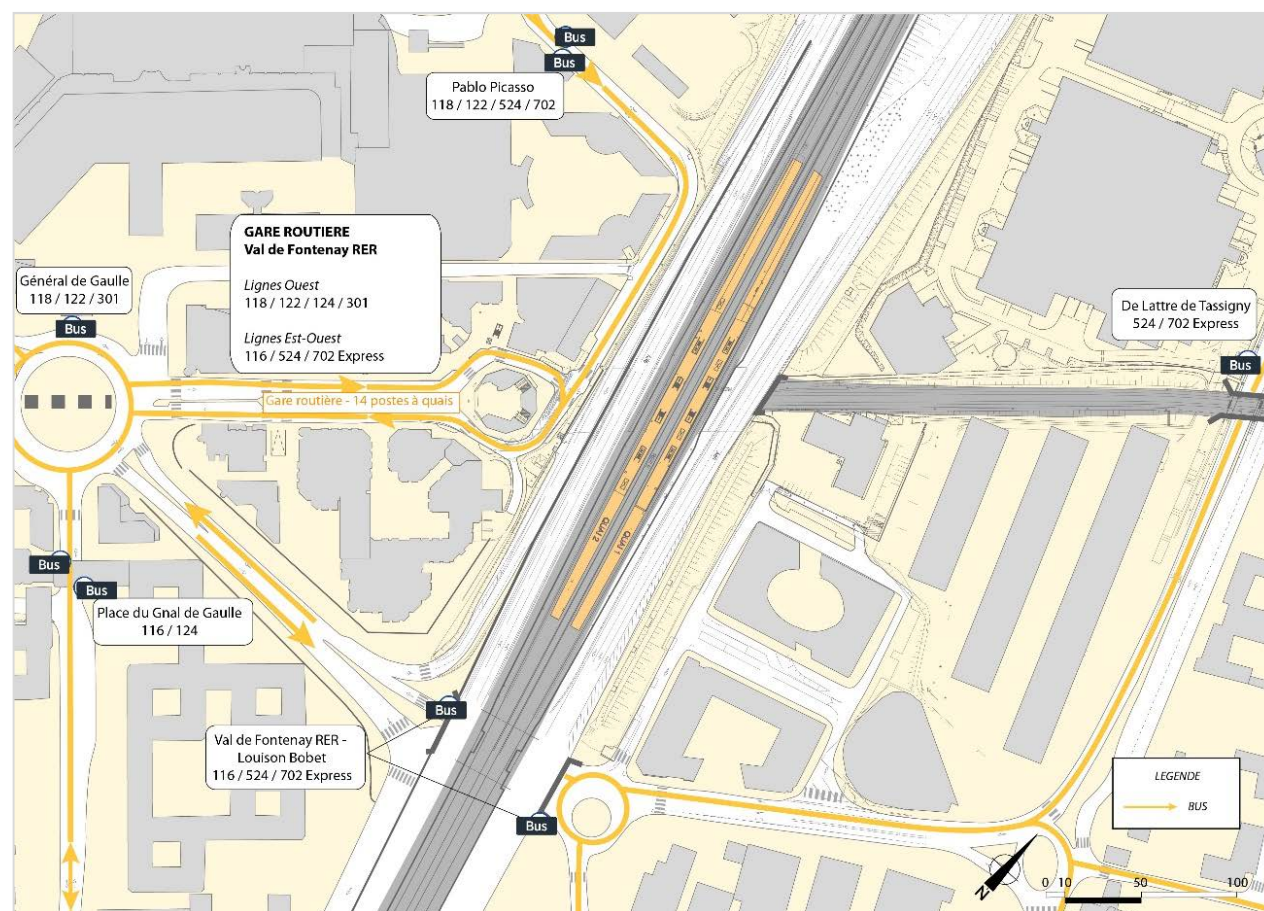 Bus
Bus
Pablo Picasso
118 / 122 / 524 / 702
GARE ROUTIERE
Val de Fontenay RER
Lignes Ouest
118 / 122 / 124 / 301
Lignes Est-Ouest
116 / 524 / 702 Express
Général de Gaulle
118 / 122 / 301
Bus
De Lattre de Tassigny
524 / 702 Express
Bus
Gare routière - 14 postes à quais
QUAI 2
QUAI 1
Bus
Bus
Place du Gnal de Gaulle
116 / 124
Bus
Val de Fontenay RER -
Louison Bobet
116 / 524 / 702 Express
Bus
LEGENDE
BUS
N
0 10 50 100